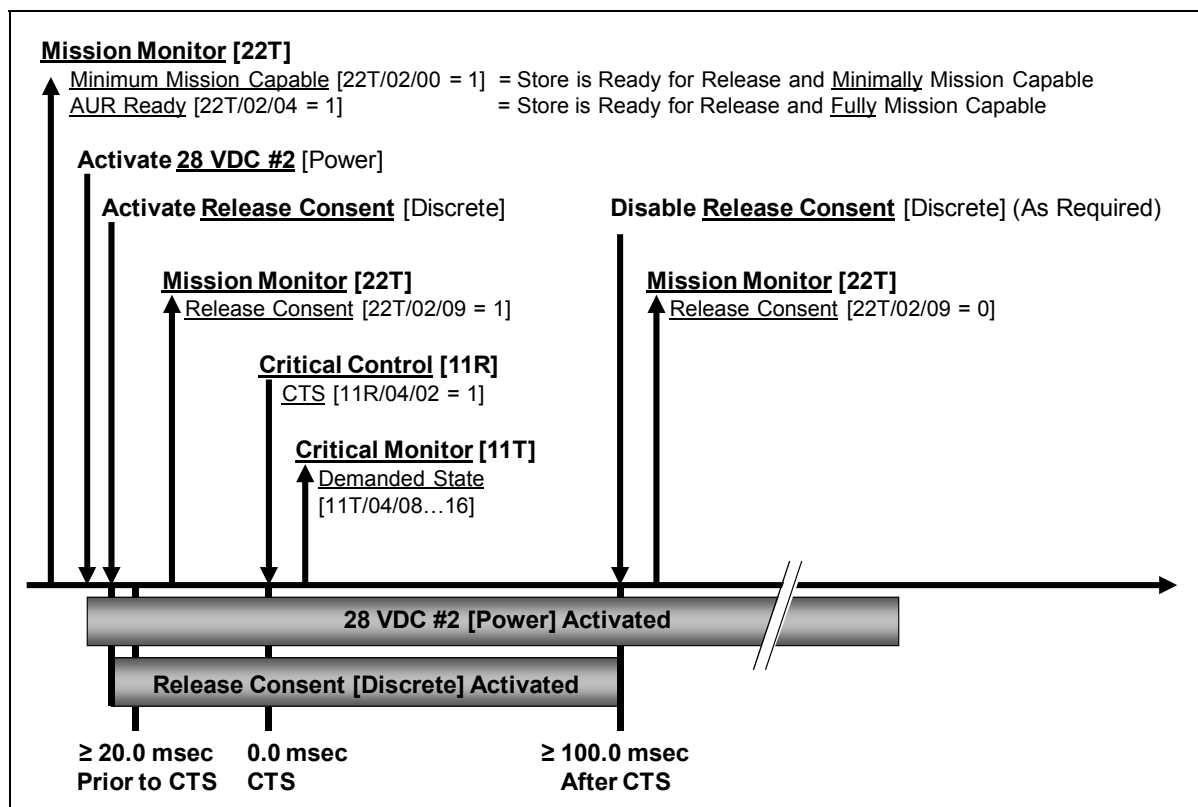 Mission Monitor [22T]
Minimum Mission Capable [22T/02/00 = 1] = Store is Ready for Release and Minimally Mission Capable
AUR Ready [22T/02/04 = 1] = Store is Ready for Release and Fully Mission Capable
Activate 28 VDC #2 [Power]
Activate Release Consent [Discrete]
Disable Release Consent [Discrete] (As Required)
Mission Monitor [22T]
Release Consent [22T/02/09 = 1]
Mission Monitor [22T]
Release Consent [22T/02/09 = 0]
Critical Control [11R]
CTS [11R/04/02 = 1]
Critical Monitor [11T]
Demanded State
[11T/04/08…16]
28 VDC #2 [Power] Activated
Release Consent [Discrete] Activated
≥ 20.0 msec
Prior to CTS
0.0 msec
CTS
≥ 100.0 msec
After CTS